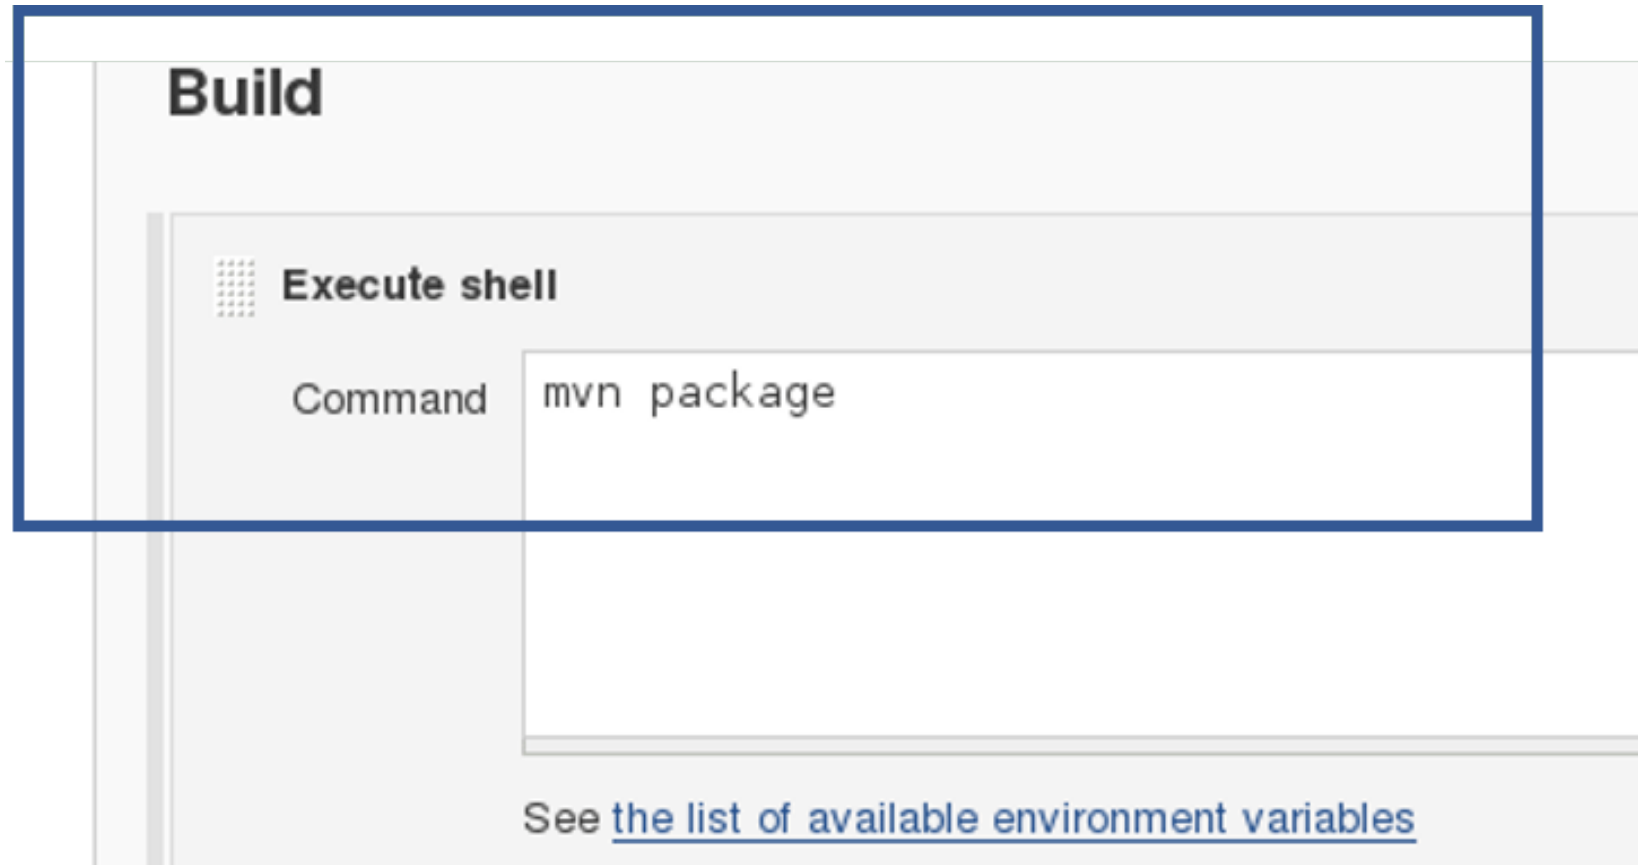 Build
Execute shell
Command
mvn package
See the list of available environment variables